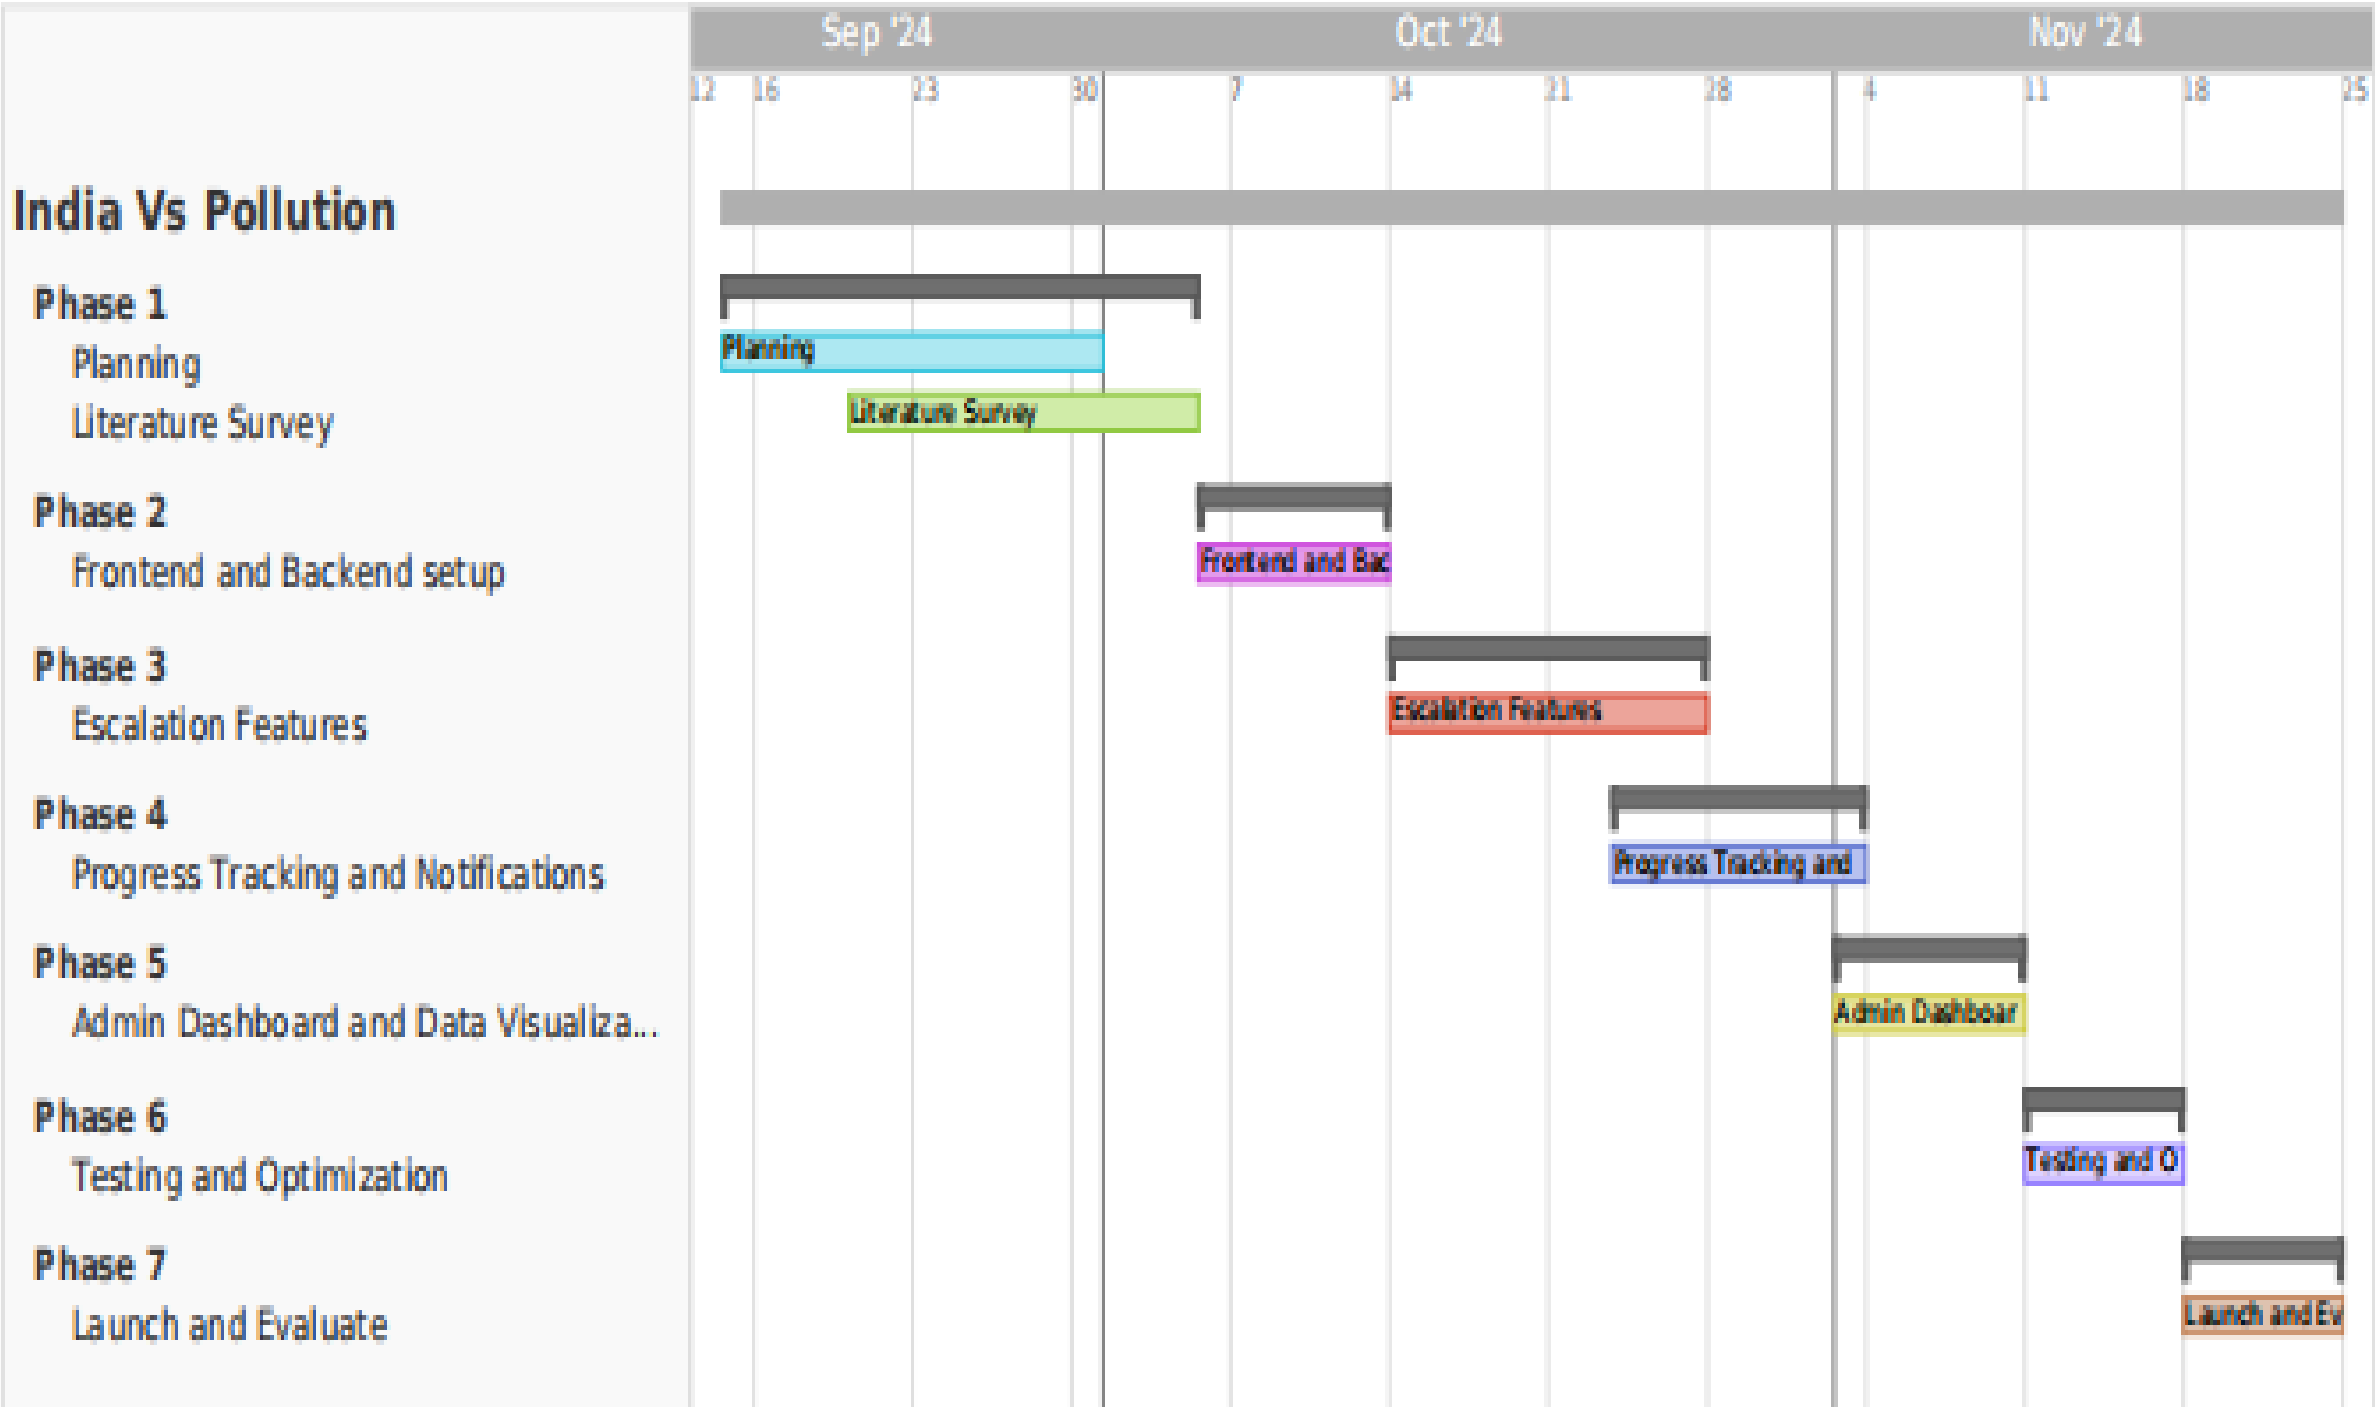 Sep '24 Oct '24 Nov '24
12 16 23 30 7 14 21 28 4 11 18 25
India Vs Pollution
Phase 1
Planning
Planning
Literature Survey
Literature Survey
Phase 2
Frontend and Backend setup
Frontend and Bac
Phase 3
Escalation Features
Escalation Features
Phase 4
Progress Tracking and Notifications
Progress Tracking and
Phase 5
Admin Dashboard and Data Visualiza...
Admin Dashboar
Phase 6
Testing and Optimization
Testing and O
Phase 7
Launch and Evaluate
Launch and Ev